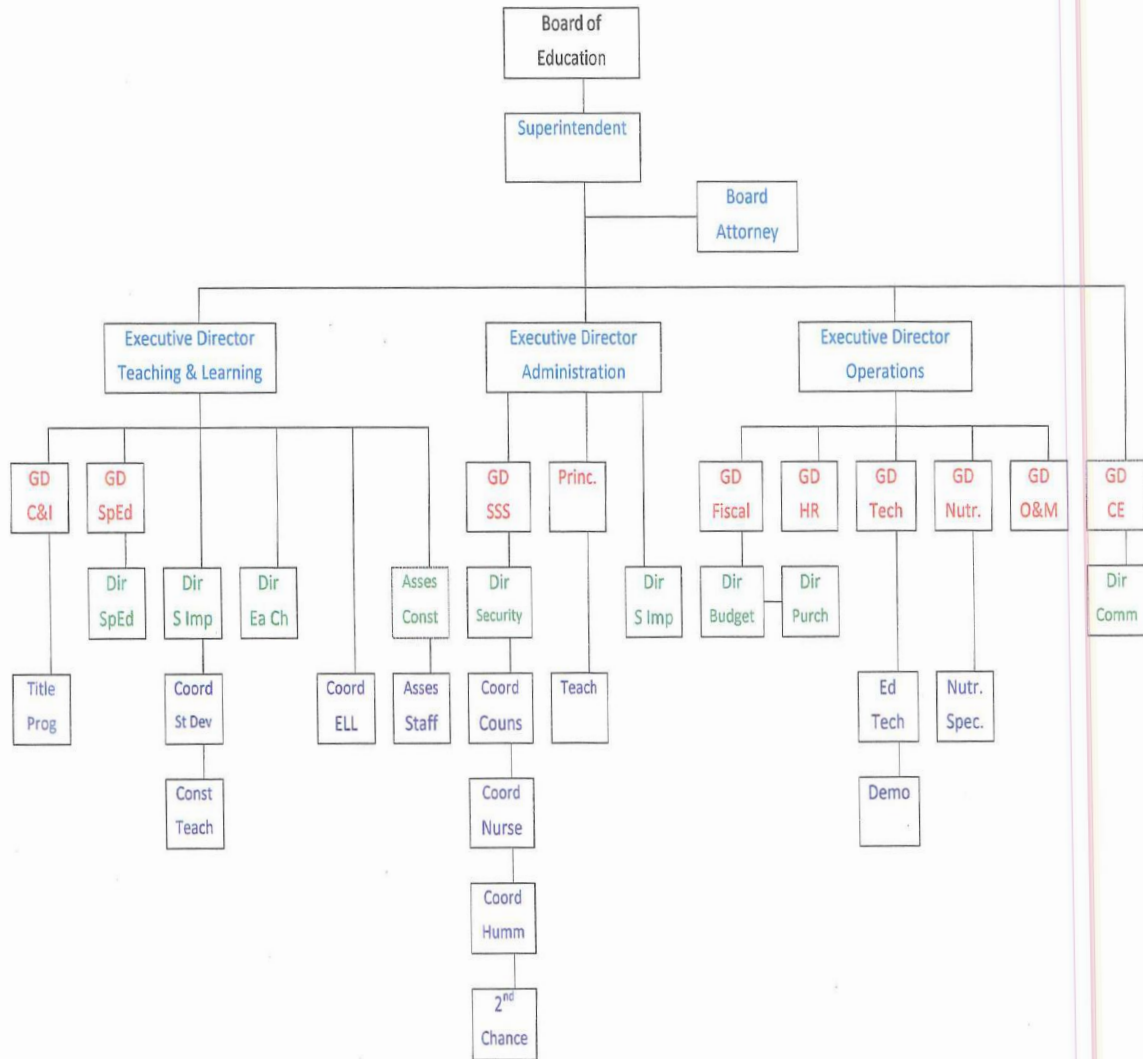 Board of
Education
Superintendent
Board
Attorney
Executive Director
Teaching & Learning
Executive Director
Administration
Executive Director
Operations
GD
C&I
GD
SpEd
GD
SSS
Princ.
GD
Fiscal
GD
HR
GD
Tech
GD
Nutr.
GD
O&M
GD
CE
Dir
SpEd
Dir
S Imp
Dir
Ea Ch
Asses
Const
Dir
Security
Dir
S Imp
Dir
Budget
Dir
Purch
Dir
Comm
Title
Prog
Coord
St Dev
Coord
ELL
Asses
Staff
Coord
Couns
Teach
Ed
Tech
Nutr.
Spec.
Const
Teach
Coord
Nurse
Demo
Coord
Humm
2nd
Chance